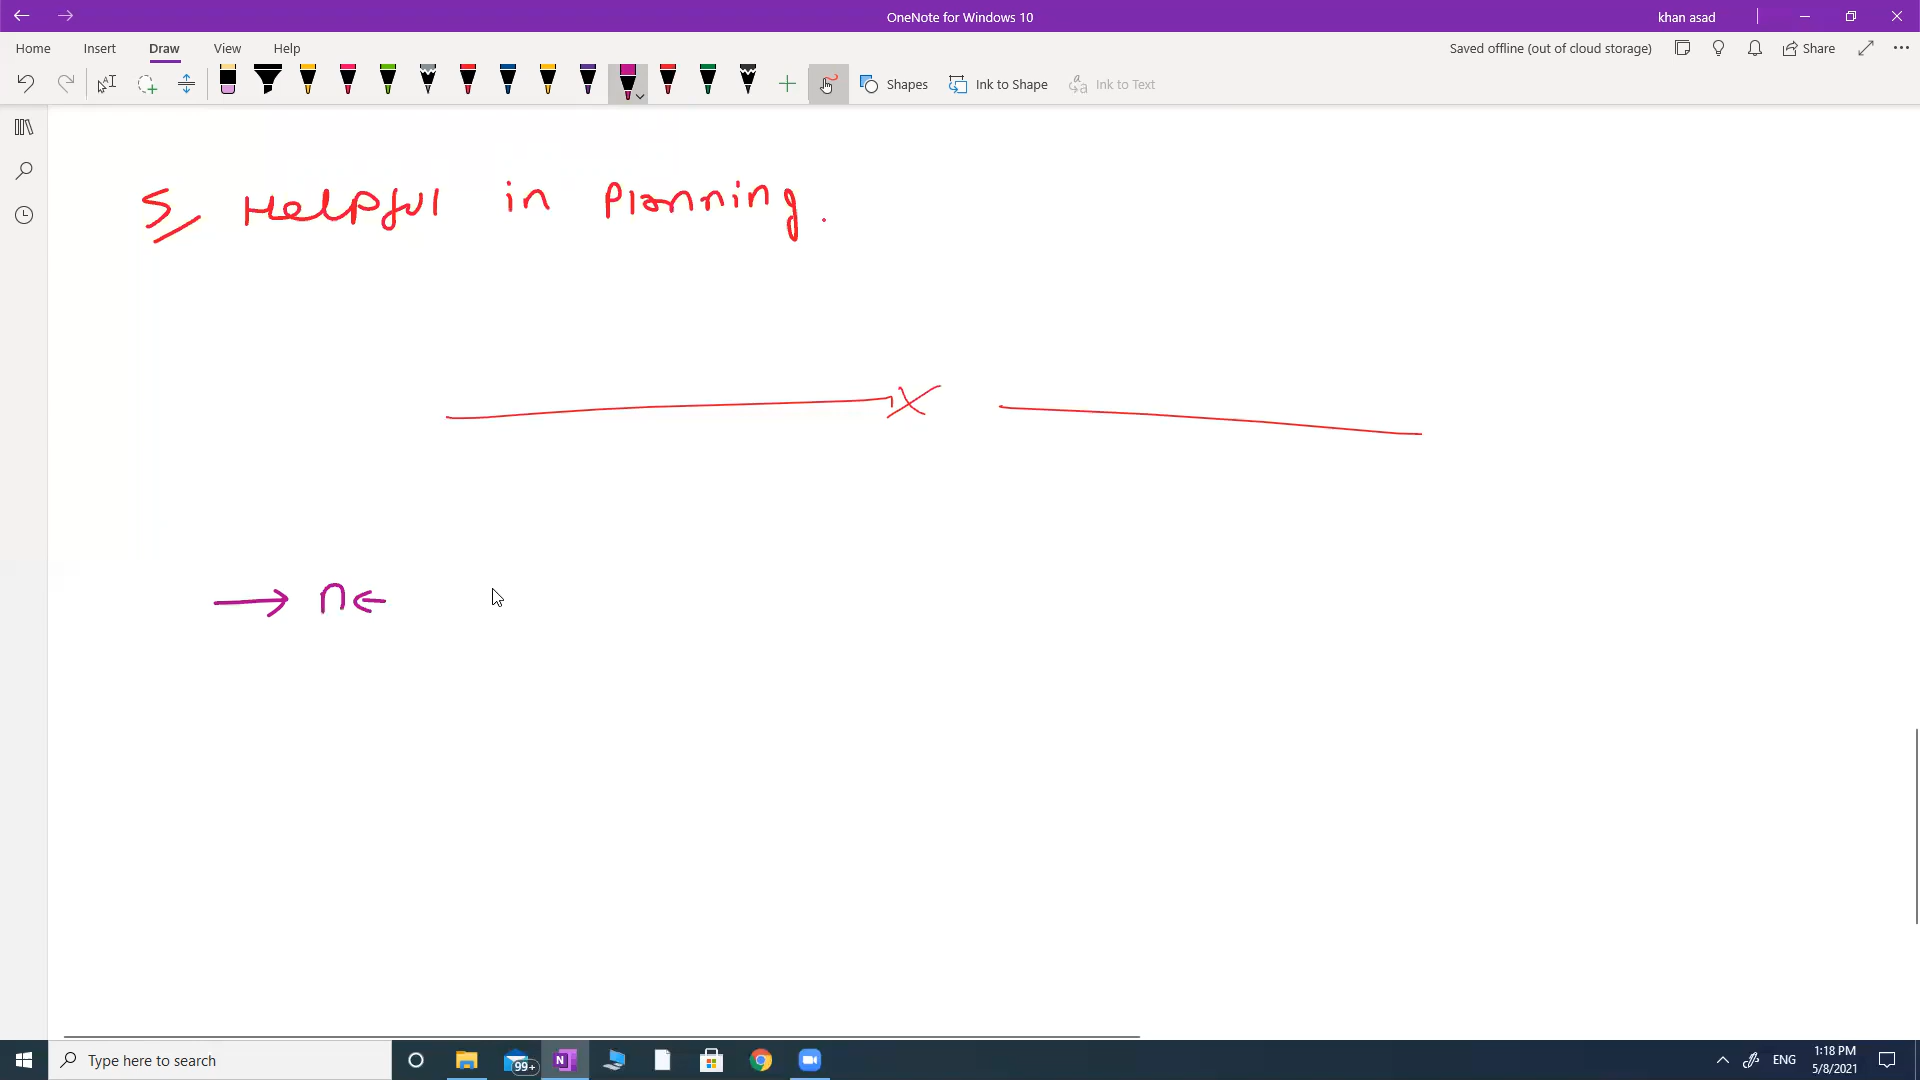 OneNote for Windows 10
khan asad
Home Insert Draw View Help
Saved offline (out of cloud storage)
Share
Shapes
Ink to Shape
Ink to Text
5 Helpful in Planning.
→ n ←
Type here to search
99+
ENG
1:18 PM
5/8/2021